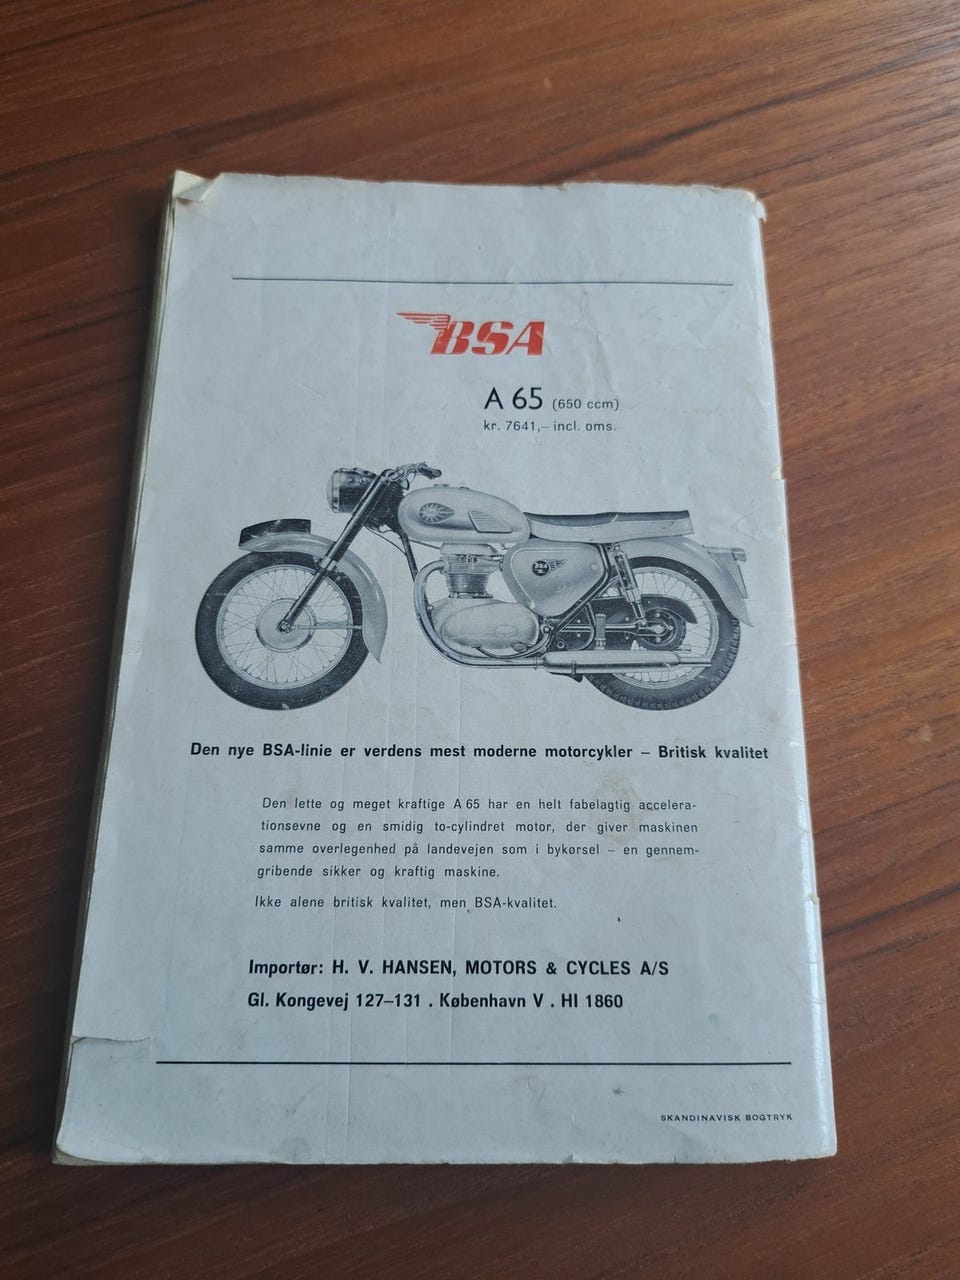 BSA
A 65 (650 ccm)
kr. 7641,– incl. oms.
BSA
Den nye BSA-linie er verdens mest moderne motorcykler – Britisk kvalitet
Den lette og meget kraftige A 65 har en helt fabelagtig accelera-
tionsevne og en smidig to-cylindret motor, der giver maskinen
samme overlegenhed på landevejen som i bykørsel – en gennem-
gribende sikker og kraftig maskine.
Ikke alene britisk kvalitet, men BSA-kvalitet.
Importør: H. V. HANSEN, MOTORS & CYCLES A/S
Gl. Kongevej 127–131 . København V . HI 1860
SKANDINAVISK BOGTRYK